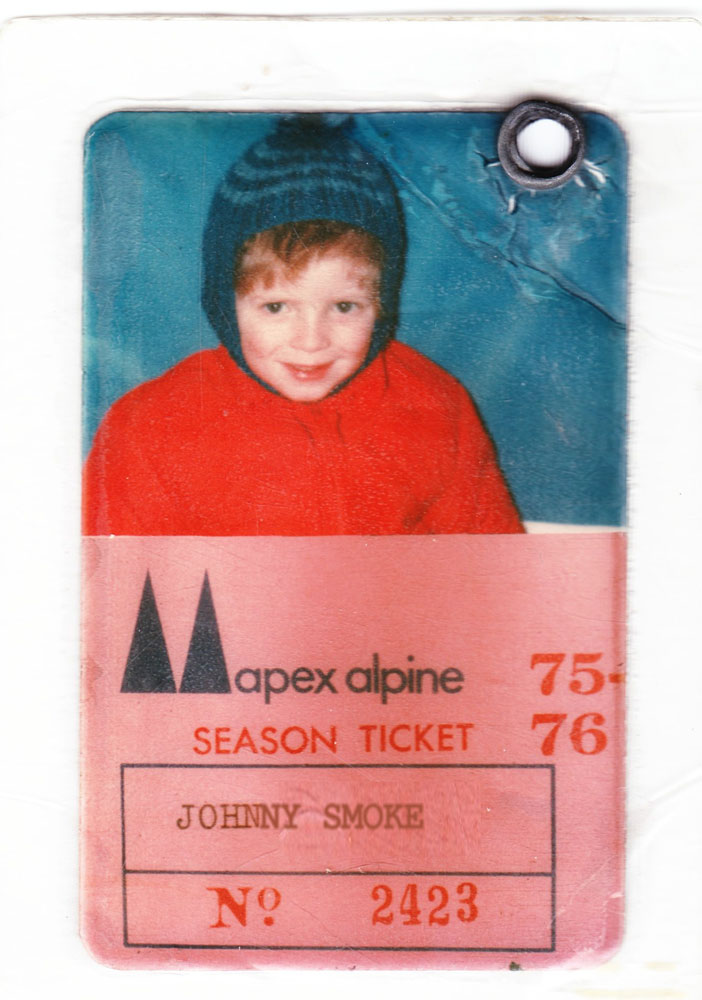 apex alpine 75-
SEASON TICKET 76
JOHNNY SMOKE
Nº 2423